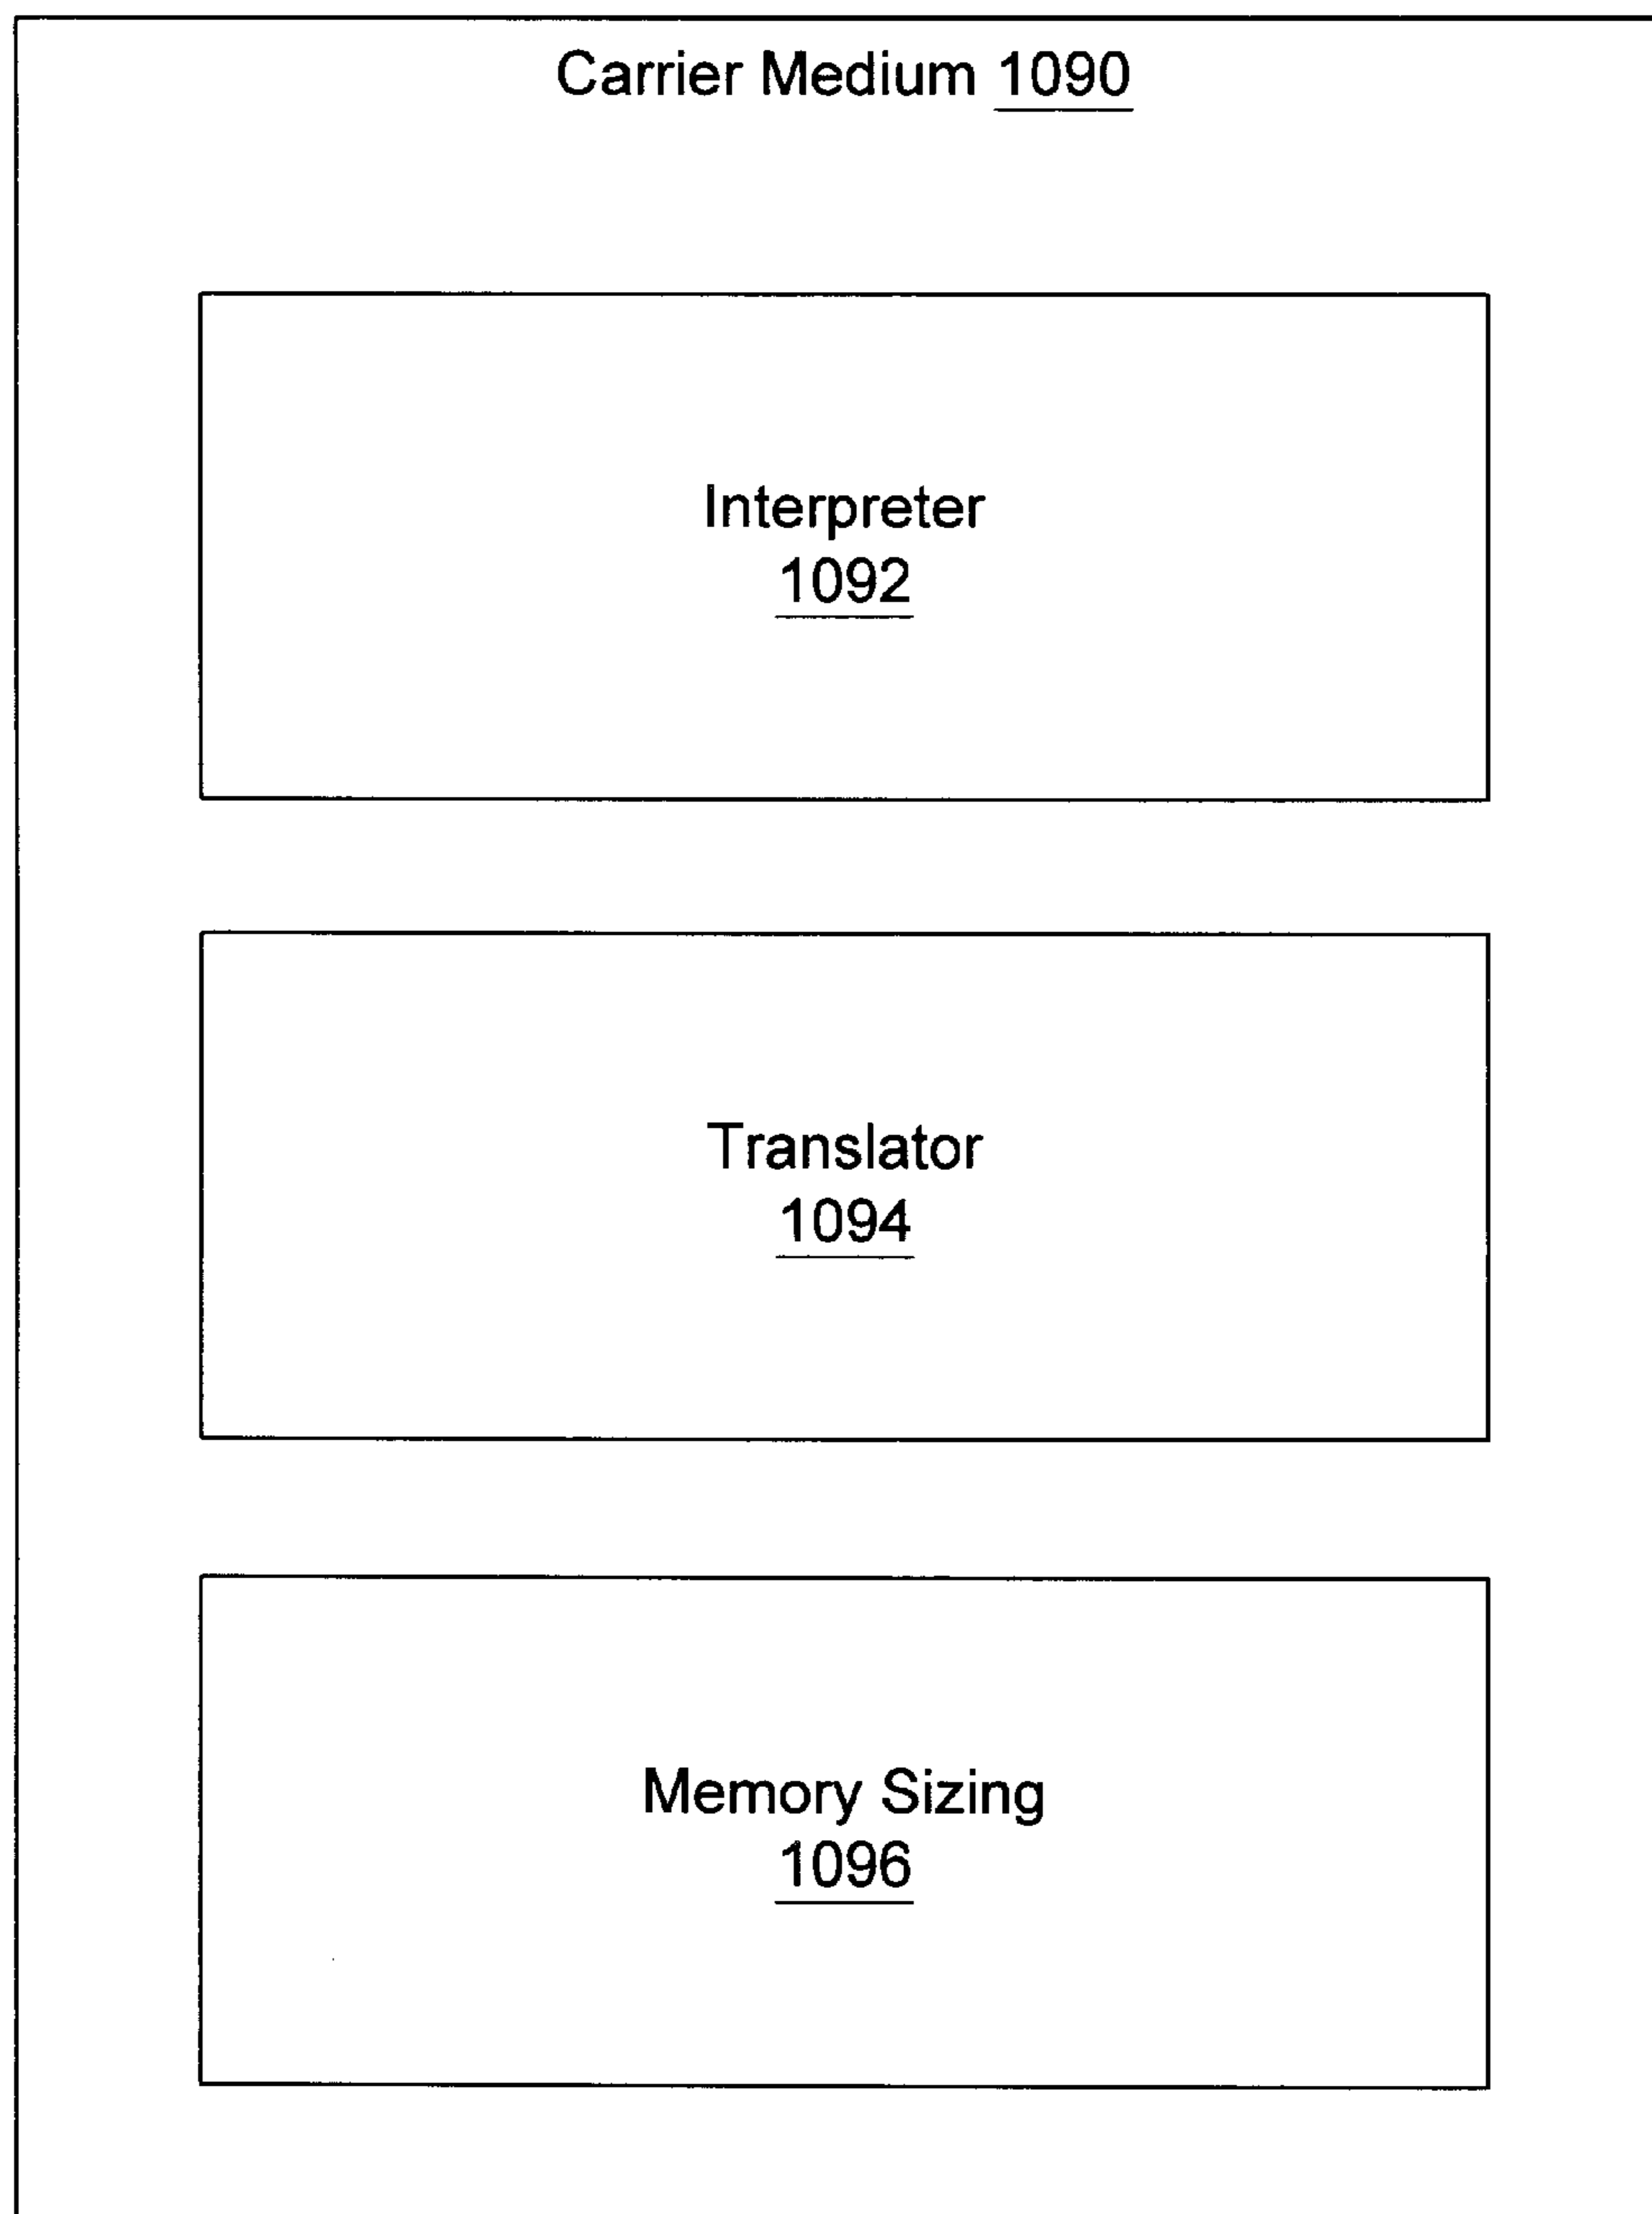 Carrier Medium 1090
Interpreter
1092
Translator
1094
Memory Sizing
1096